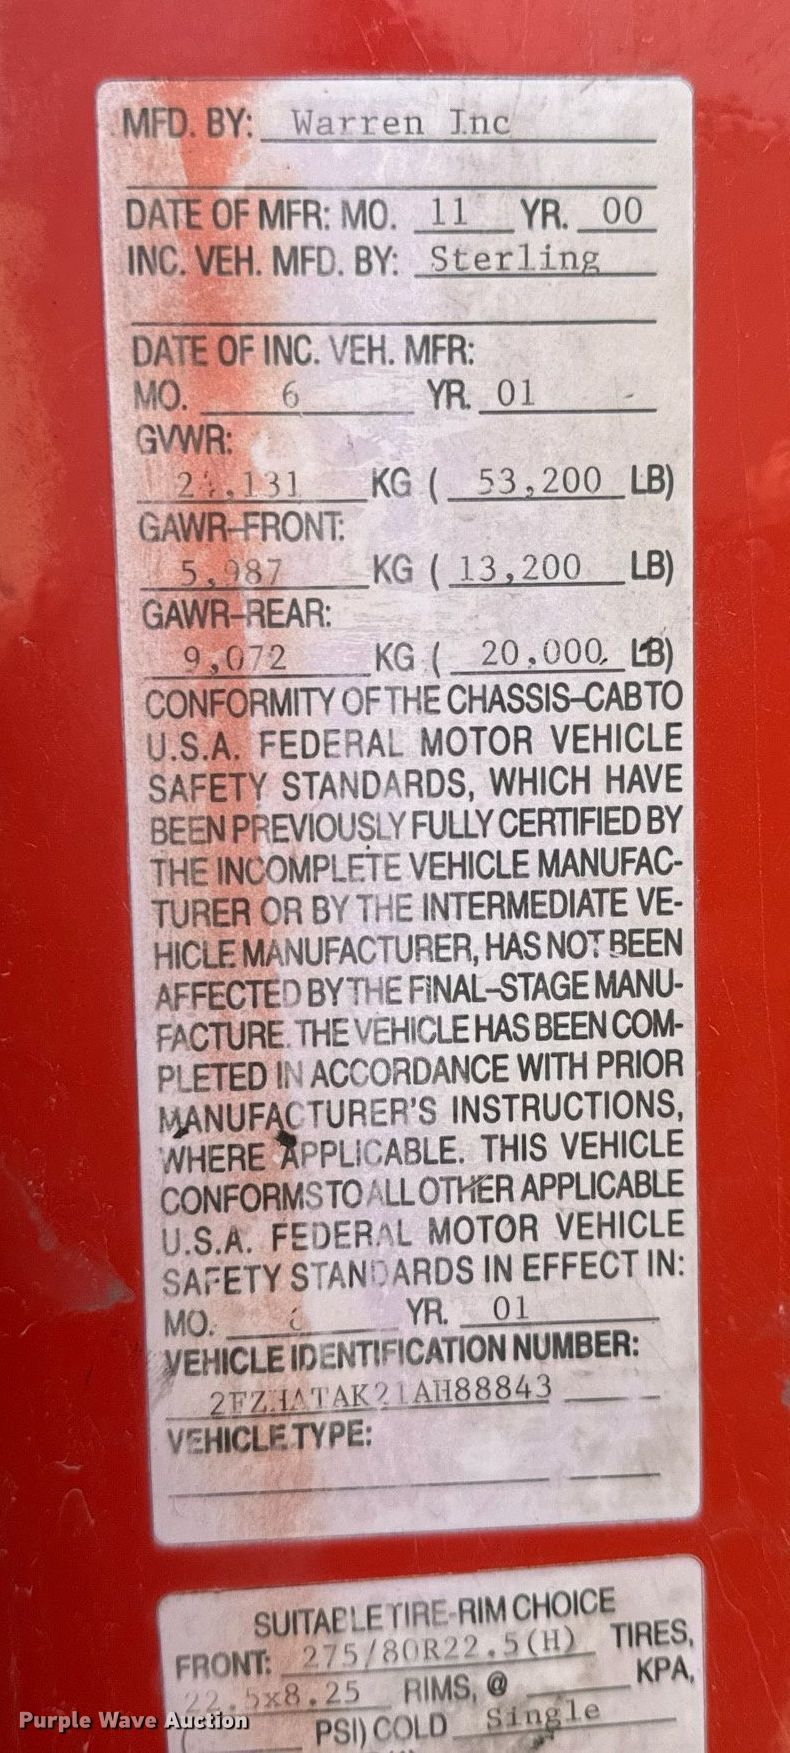 MFD. BY: Warren Inc
DATE OF MFR: MO. 11 YR. 00
INC. VEH. MFD. BY: Sterling
DATE OF INC. VEH. MFR:
MO. 6 YR. 01
GVWR:
KG ( 53,200 LB)
GAWR-FRONT:
5,987 KG ( 13,200 LB)
GAWR-REAR:
9,072 KG ( 20,000 LB)
CONFORMITY OF THE CHASSIS-CAB TO
U.S.A. FEDERAL MOTOR VEHICLE
SAFETY STANDARDS, WHICH HAVE
BEEN PREVIOUSLY FULLY CERTIFIED BY
THE INCOMPLETE VEHICLE MANUFAC-
TURER OR BY THE INTERMEDIATE VE-
HICLE MANUFACTURER, HAS NOT BEEN
AFFECTED BY THE FINAL-STAGE MANU-
FACTURE. THE VEHICLE HAS BEEN COM-
PLETED IN ACCORDANCE WITH PRIOR
MANUFACTURER'S INSTRUCTIONS,
WHERE APPLICABLE. THIS VEHICLE
CONFORMS TO ALL OTHER APPLICABLE
U.S.A. FEDERAL MOTOR VEHICLE
SAFETY STANDARDS IN EFFECT IN:
MO. YR. 01
VEHICLE IDENTIFICATION NUMBER:
2FZHATAK21AH88843
VEHICLE TYPE:
SUITABLE TIRE-RIM CHOICE
FRONT: 275/80R22.5(H) TIRES,
22.5x8.25 RIMS, @ KPA,
( PSI) COLD Single
Purple Wave Auction